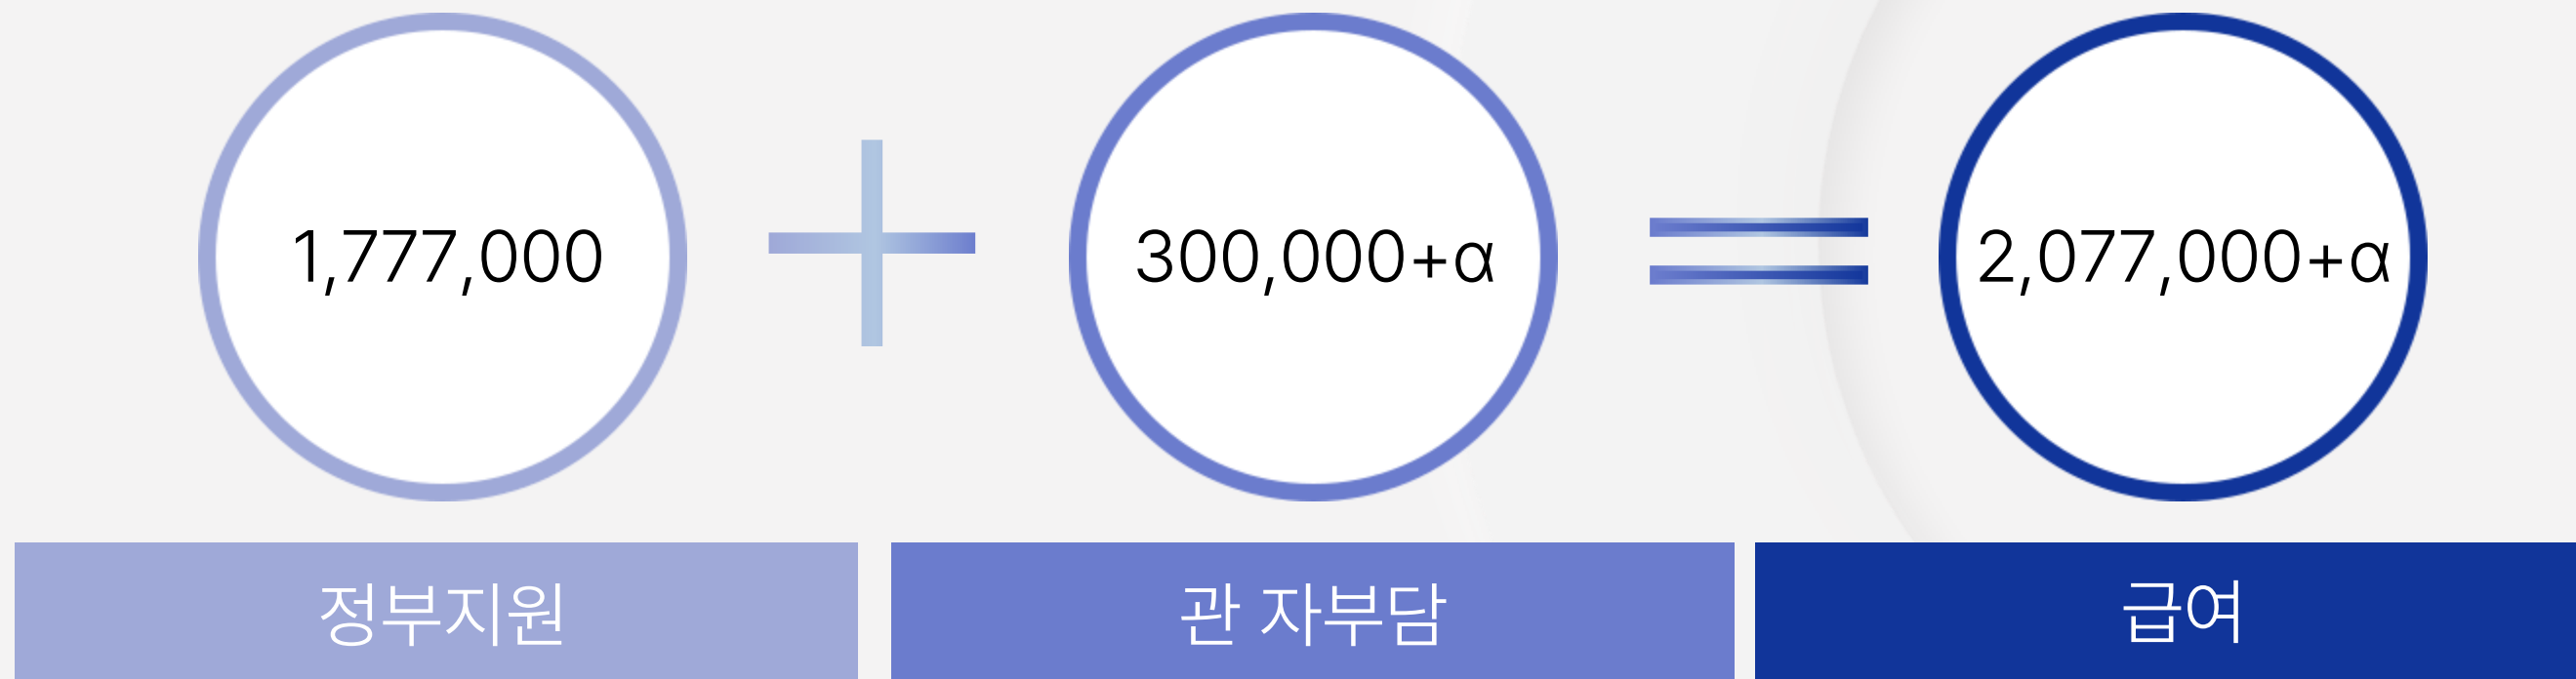 1,777,000 + 300,000+α = 2,077,000+α
정부지원 관 자부담 급여